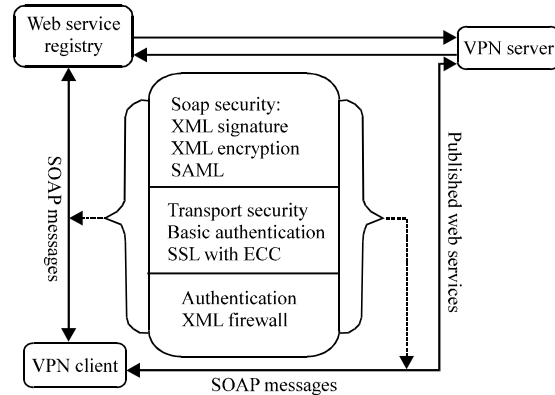 Web service
registry
VPN server
Soap security:
XML signature
XML encryption
SAML
Transport security
Basic authentication
SSL with ECC
Authentication
XML firewall
SOAP messages
Published web services
VPN client
SOAP messages